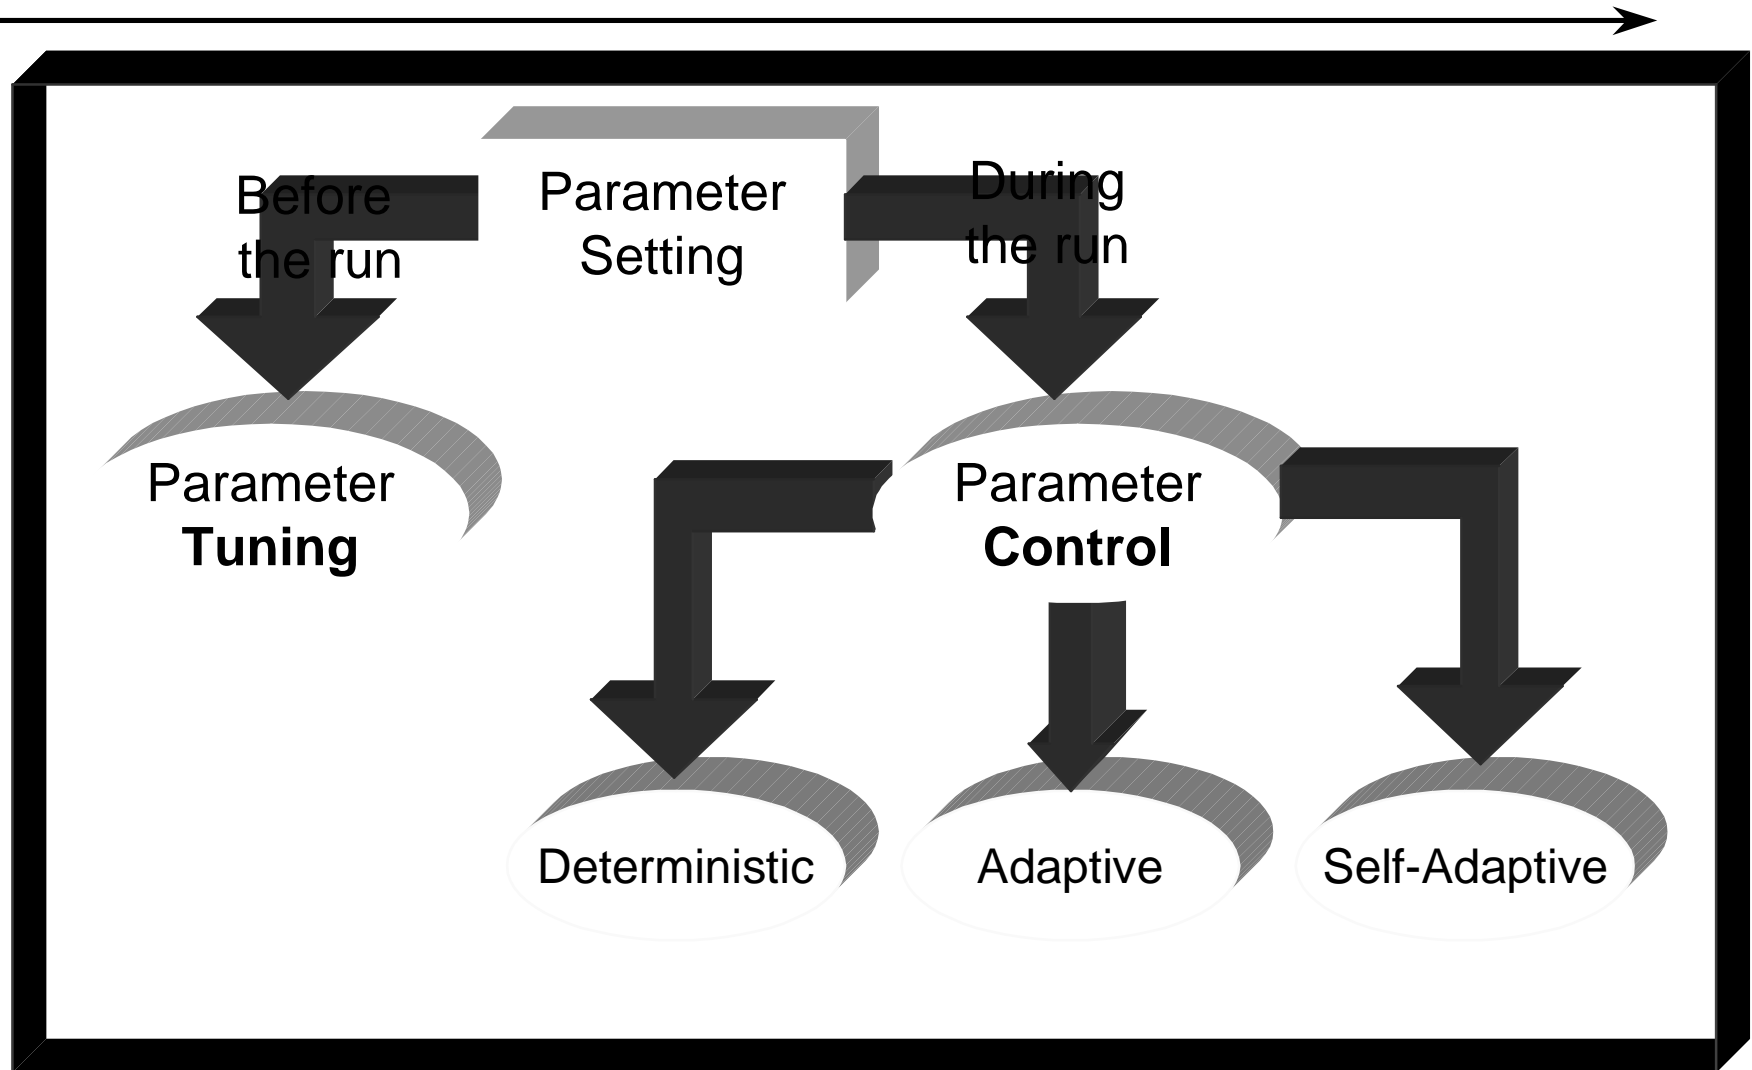 Before
the run
Parameter
Setting
During
the run
Parameter
Tuning
Parameter
Control
Deterministic
Adaptive
Self-Adaptive